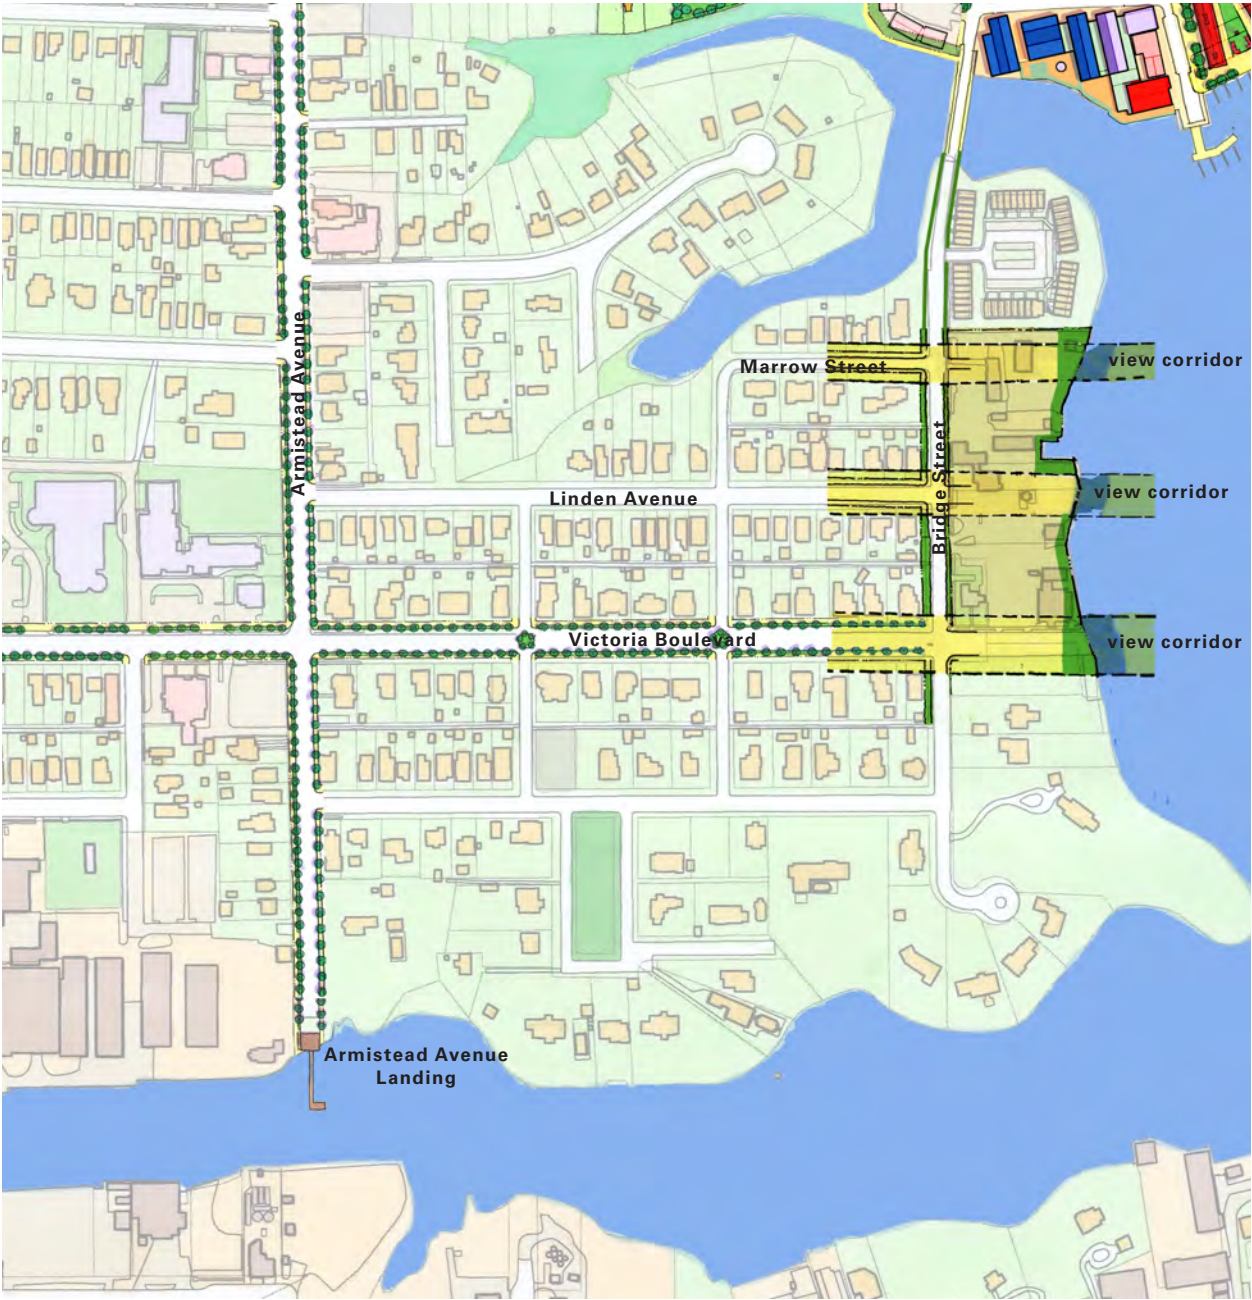 Armistead Avenue
Marrow Street
view corridor
Bridge Street
Linden Avenue
view corridor
Victoria Boulevard
view corridor
Armistead Avenue
Landing